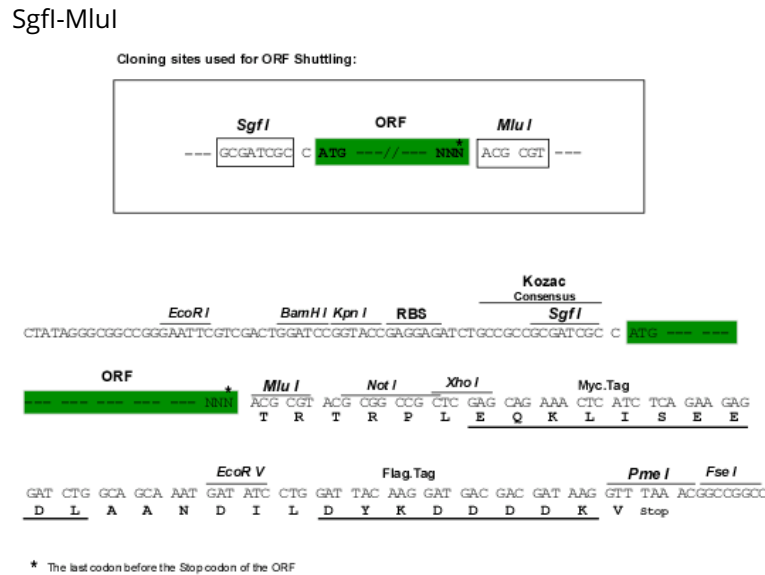 SgfI-MluI
Cloning sites used for ORF Shuttling:
Sgf I ORF Mlu I
--- GCGATCGC C ATG ---//--- NNN* ACG CGT ---
Kozac
Consensus
EcoR I BamH I Kpn I RBS Sgf I
CTATAGGGCGGCCGGGAATTCGTCGACTGGATCCGGTACCGAGGAGATCTGCCGCCGCGATCGC C ATG --- ---
ORF Mlu I Not I Xho I Myc.Tag
--- --- --- --- --- --- NNN* ACG CGT ACG CGG CCG CTC GAG CAG AAA CTC ATC TCA GAA GAG
T R T R P L E Q K L I S E E
EcoR V Flag.Tag Pme I Fse I
GAT CTG GCA GCA AAT GAT ATC CTG GAT TAC AAG GAT GAC GAC GAT AAG GTT TAA ACGGCCGGCC
D L A A N D I L D Y K D D D D K V Stop
* The last codon before the Stop codon of the ORF